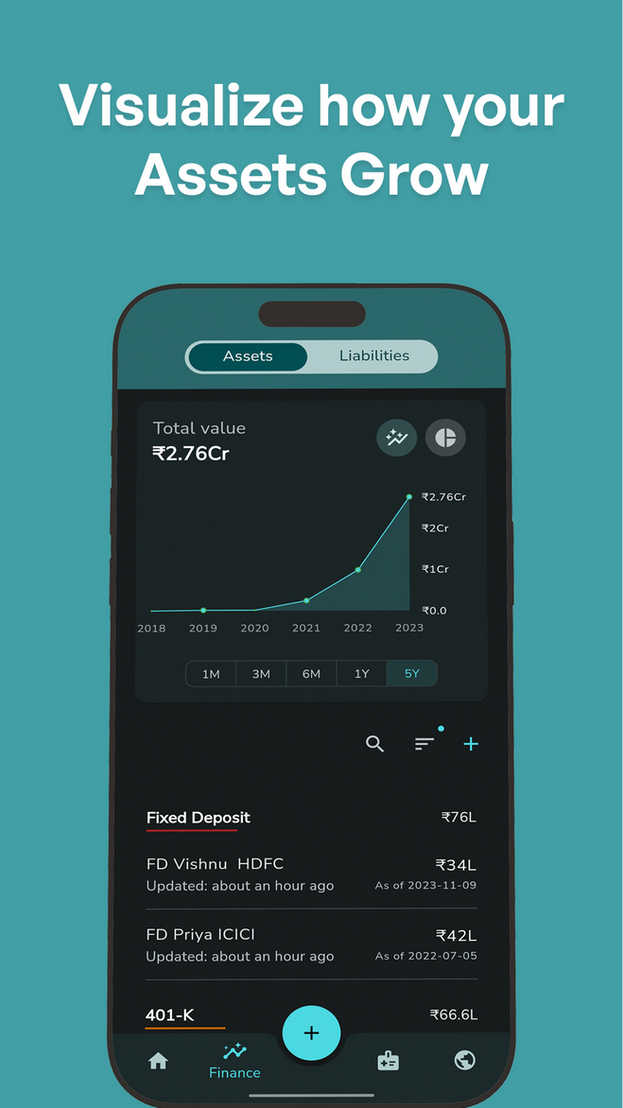 Visualize how your
Assets Grow
Assets Liabilities
Total value
₹2.76Cr
₹2.76Cr
₹2Cr
₹1Cr
₹0.0
2018 2019 2020 2021 2022 2023
1M 3M 6M 1Y 5Y
Fixed Deposit ₹76L
FD Vishnu HDFC ₹34L
Updated: about an hour ago As of 2023-11-09
FD Priya ICICI ₹42L
Updated: about an hour ago As of 2022-07-05
401-K ₹66.6L
Finance